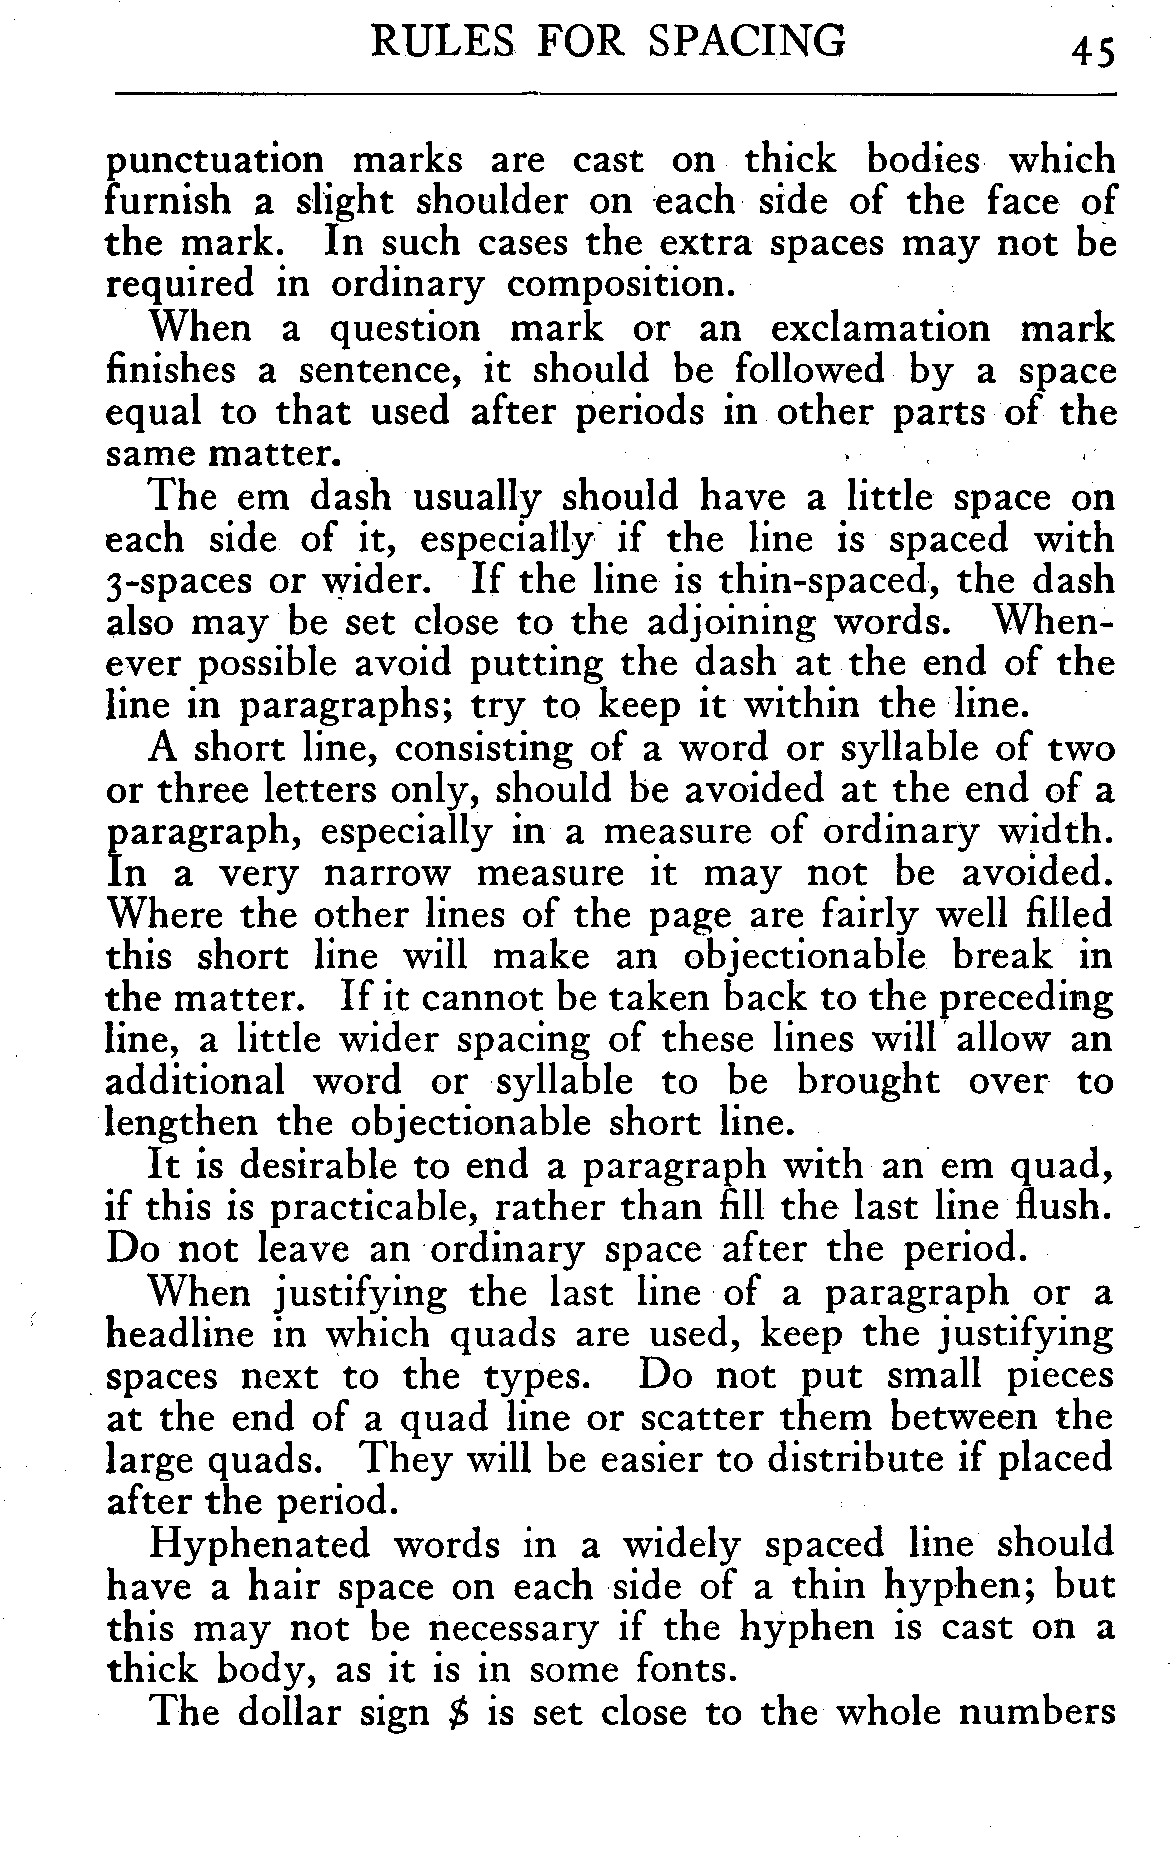 RULES FOR SPACING 45
punctuation marks are cast on thick bodies which
furnish a slight shoulder on each side of the face of
the mark. In such cases the extra spaces may not be
required in ordinary composition.
When a question mark or an exclamation mark
finishes a sentence, it should be followed by a space
equal to that used after periods in other parts of the
same matter.
The em dash usually should have a little space on
each side of it, especially if the line is spaced with
3-spaces or wider. If the line is thin-spaced, the dash
also may be set close to the adjoining words. When-
ever possible avoid putting the dash at the end of the
line in paragraphs; try to keep it within the line.
A short line, consisting of a word or syllable of two
or three letters only, should be avoided at the end of a
paragraph, especially in a measure of ordinary width.
In a very narrow measure it may not be avoided.
Where the other lines of the page are fairly well filled
this short line will make an objectionable break in
the matter. If it cannot be taken back to the preceding
line, a little wider spacing of these lines will allow an
additional word or syllable to be brought over to
lengthen the objectionable short line.
It is desirable to end a paragraph with an em quad,
if this is practicable, rather than fill the last line flush.
Do not leave an ordinary space after the period.
When justifying the last line of a paragraph or a
headline in which quads are used, keep the justifying
spaces next to the types. Do not put small pieces
at the end of a quad line or scatter them between the
large quads. They will be easier to distribute if placed
after the period.
Hyphenated words in a widely spaced line should
have a hair space on each side of a thin hyphen; but
this may not be necessary if the hyphen is cast on a
thick body, as it is in some fonts.
The dollar sign $ is set close to the whole numbers